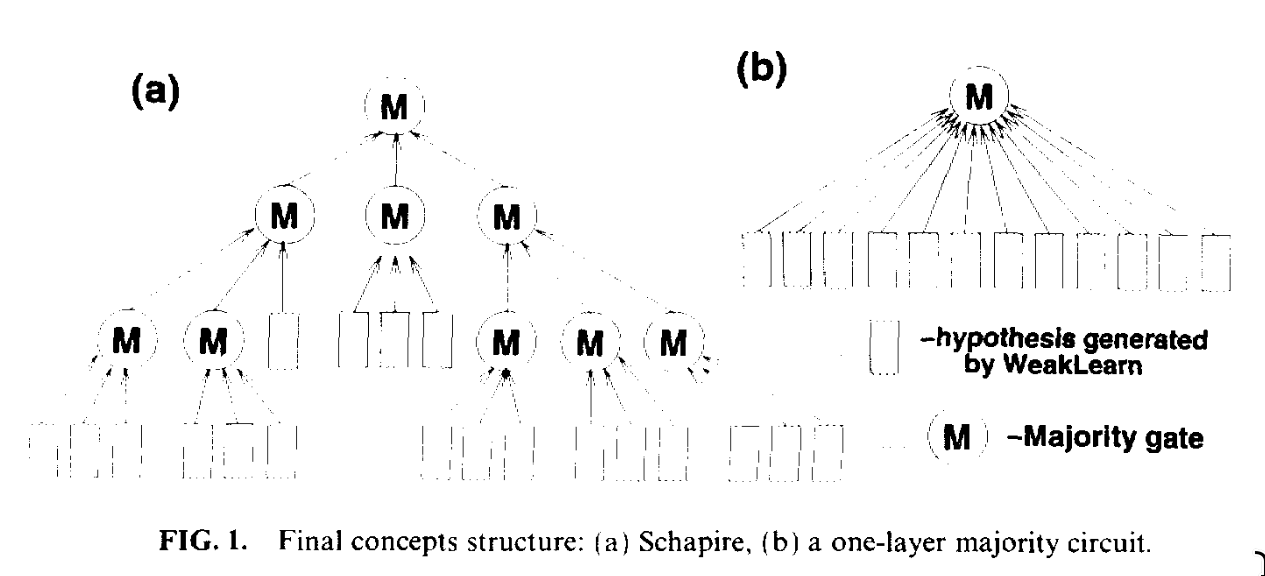 (a)
M
M M M
M M M M M
(b)
M
–hypothesis generated
by WeakLearn
M –Majority gate
FIG. 1. Final concepts structure: (a) Schapire, (b) a one-layer majority circuit.